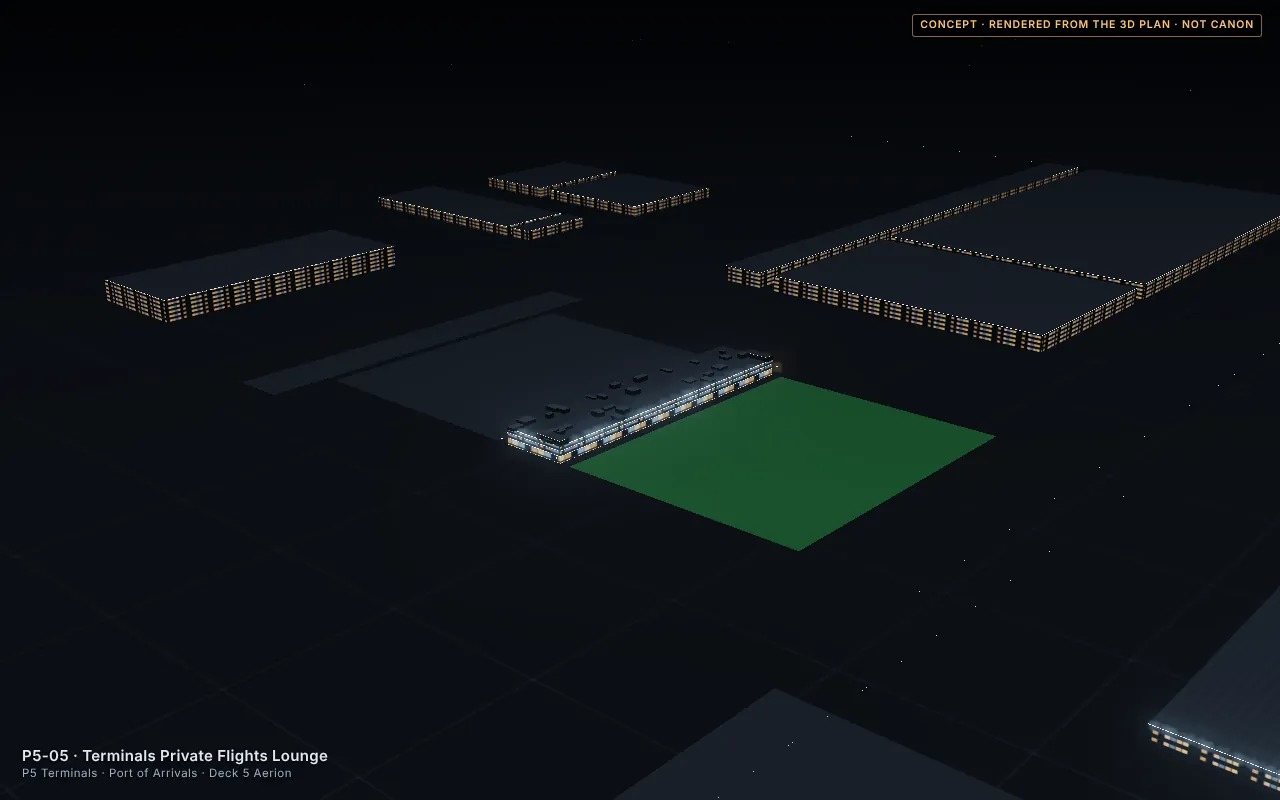 CONCEPT · RENDERED FROM THE 3D PLAN · NOT CANON
P5-05 · Terminals Private Flights Lounge
P5 Terminals · Port of Arrivals · Deck 5 Aerion